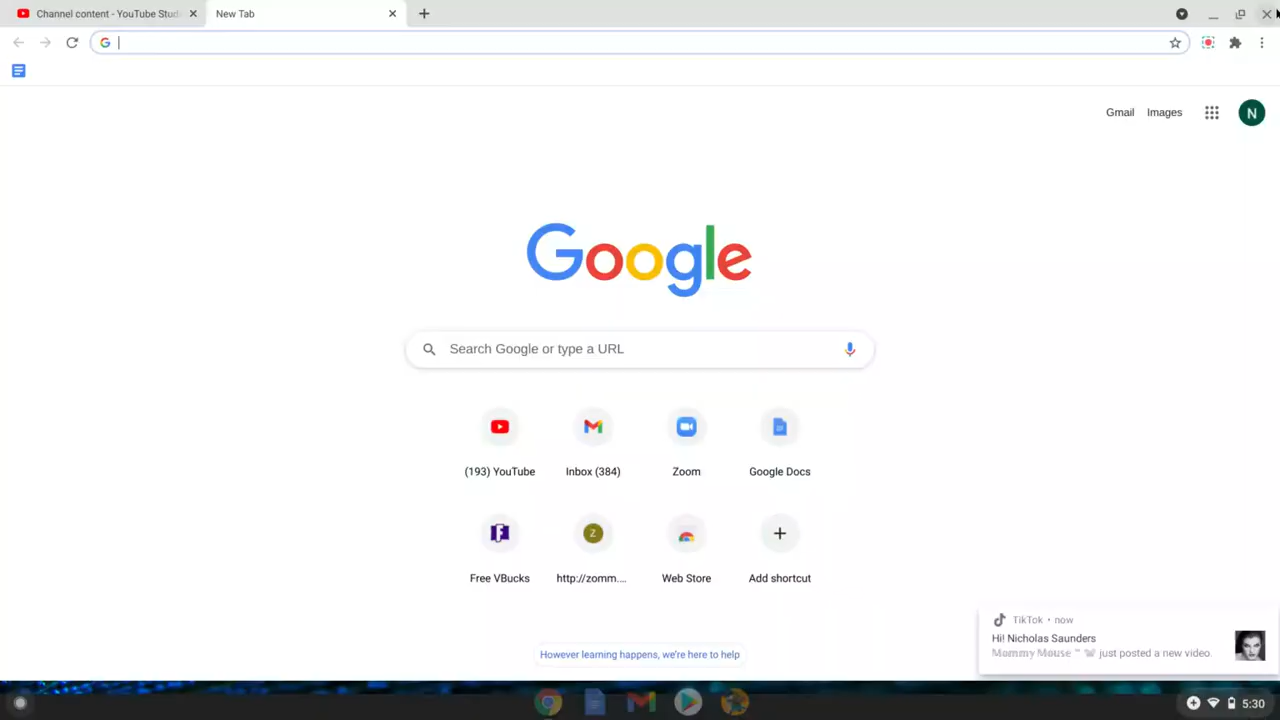 Channel content - YouTube Stud
New Tab
Gmail
Images
N
Google
Search Google or type a URL
(193) YouTube
Inbox (384)
Zoom
Google Docs
Z
Free VBucks
http://zomm....
Web Store
Add shortcut
However learning happens, we're here to help
TikTok • now
Hi! Nicholas Saunders
Mommy Mouse ™ 🐭 just posted a new video.
5:30